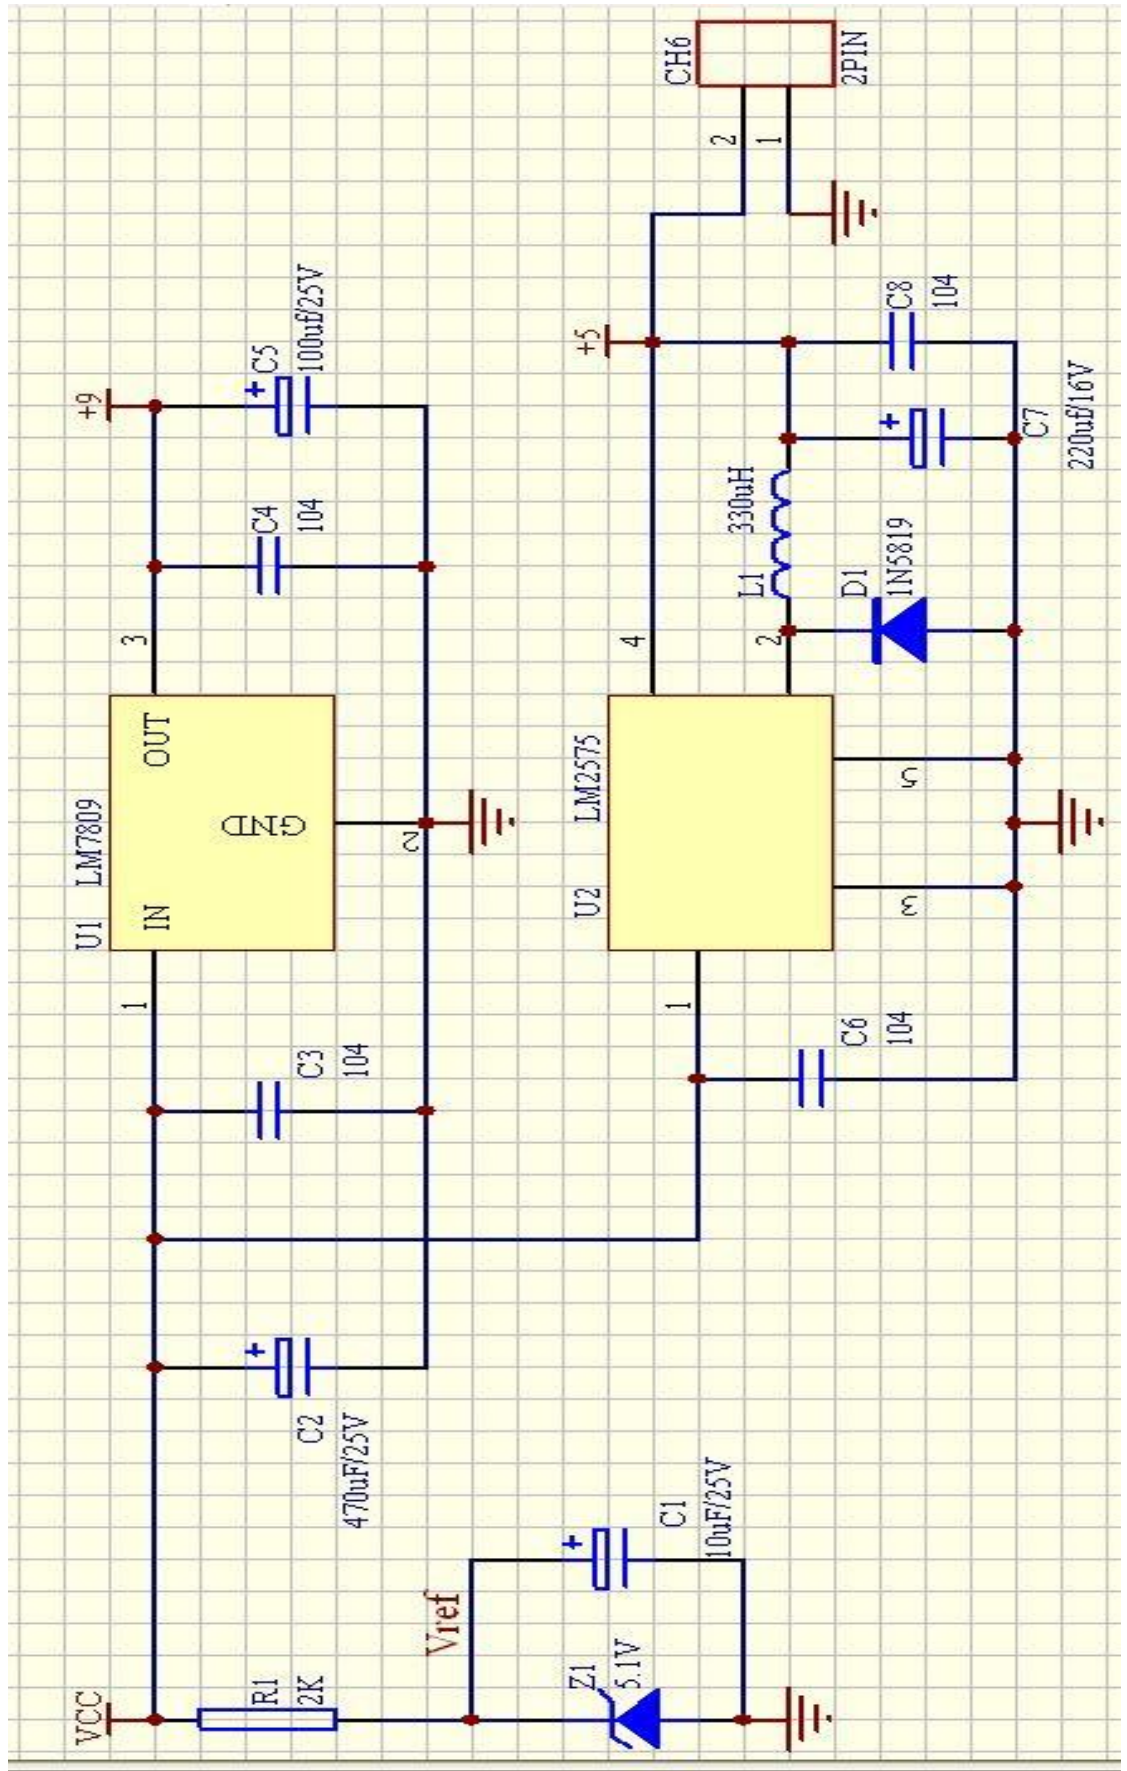 VCC
R1
2K
Vref
Z1
5.1V
C1
10uF/25V
C2
470uF/25V
C3
104
1
U1
LM7809
IN
OUT
GND
2
3
C4
104
+9
C5
100uf/25V
C6
104
1
U2
LM2575
3
5
4
2
D1
1N5819
L1
330uH
+5
C7
220uf/16V
C8
104
2
1
CH6
2PIN